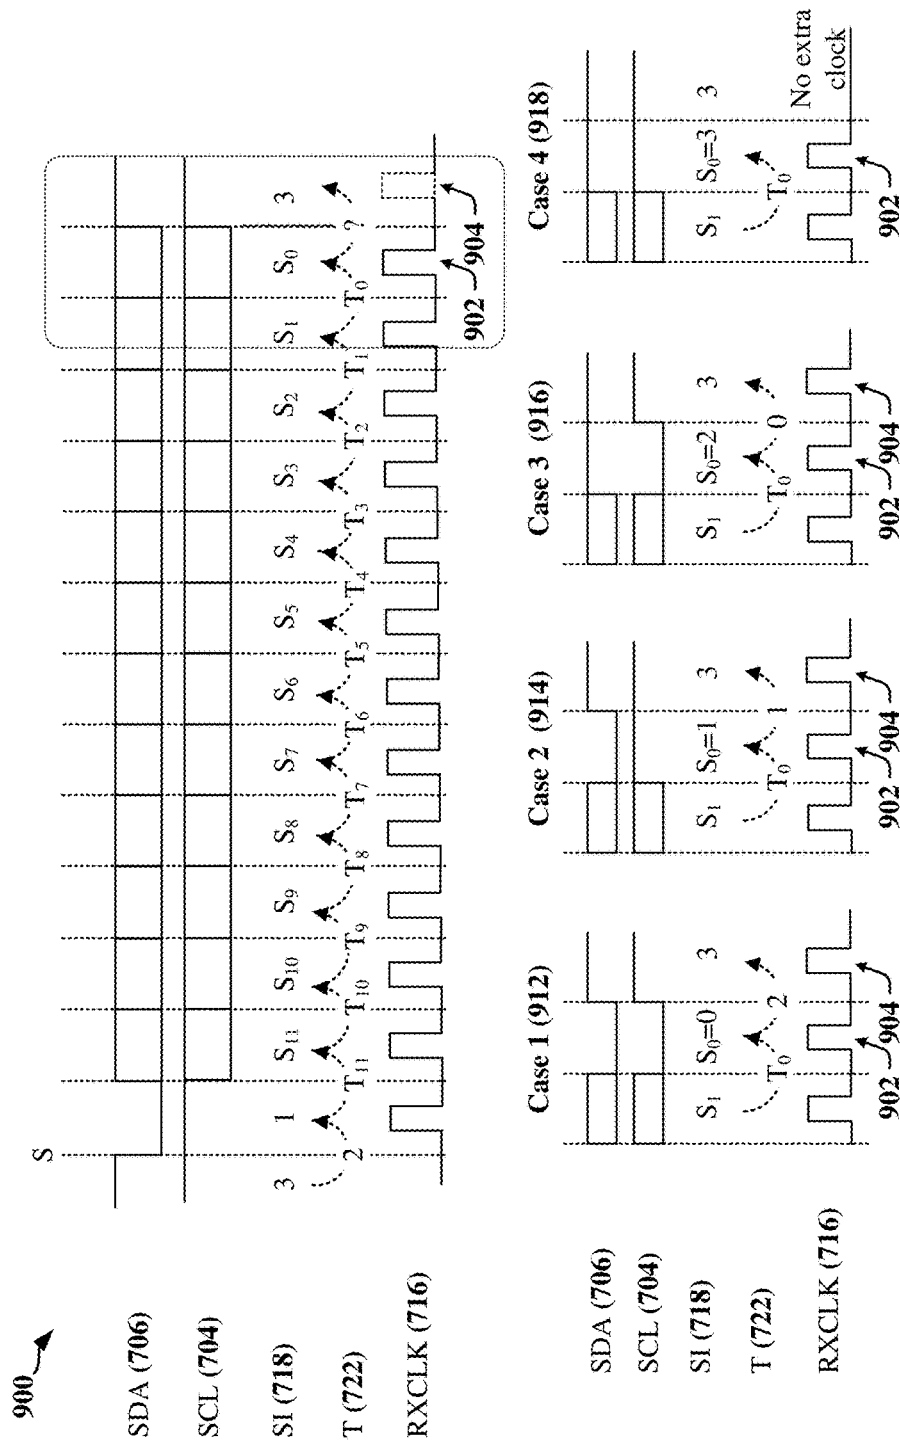 900
S
SDA (706)
SCL (704)
SI (718) 3 1 S11 S10 S9 S8 S7 S6 S5 S4 S3 S2 S1 S0 3
T (722) 2 T11 T10 T9 T8 T7 T6 T5 T4 T3 T2 T1 T0 ?
RXCLK (716)
902 904
Case 1 (912) Case 2 (914) Case 3 (916) Case 4 (918)
SDA (706)
SCL (704)
SI (718) S1 S0=0 3 S1 S0=1 3 S1 S0=2 3 S1 S0=3 3
T (722) T0 2 T0 1 T0 0 T0
No extra
clock
RXCLK (716)
902 904 902 904 902 904 902